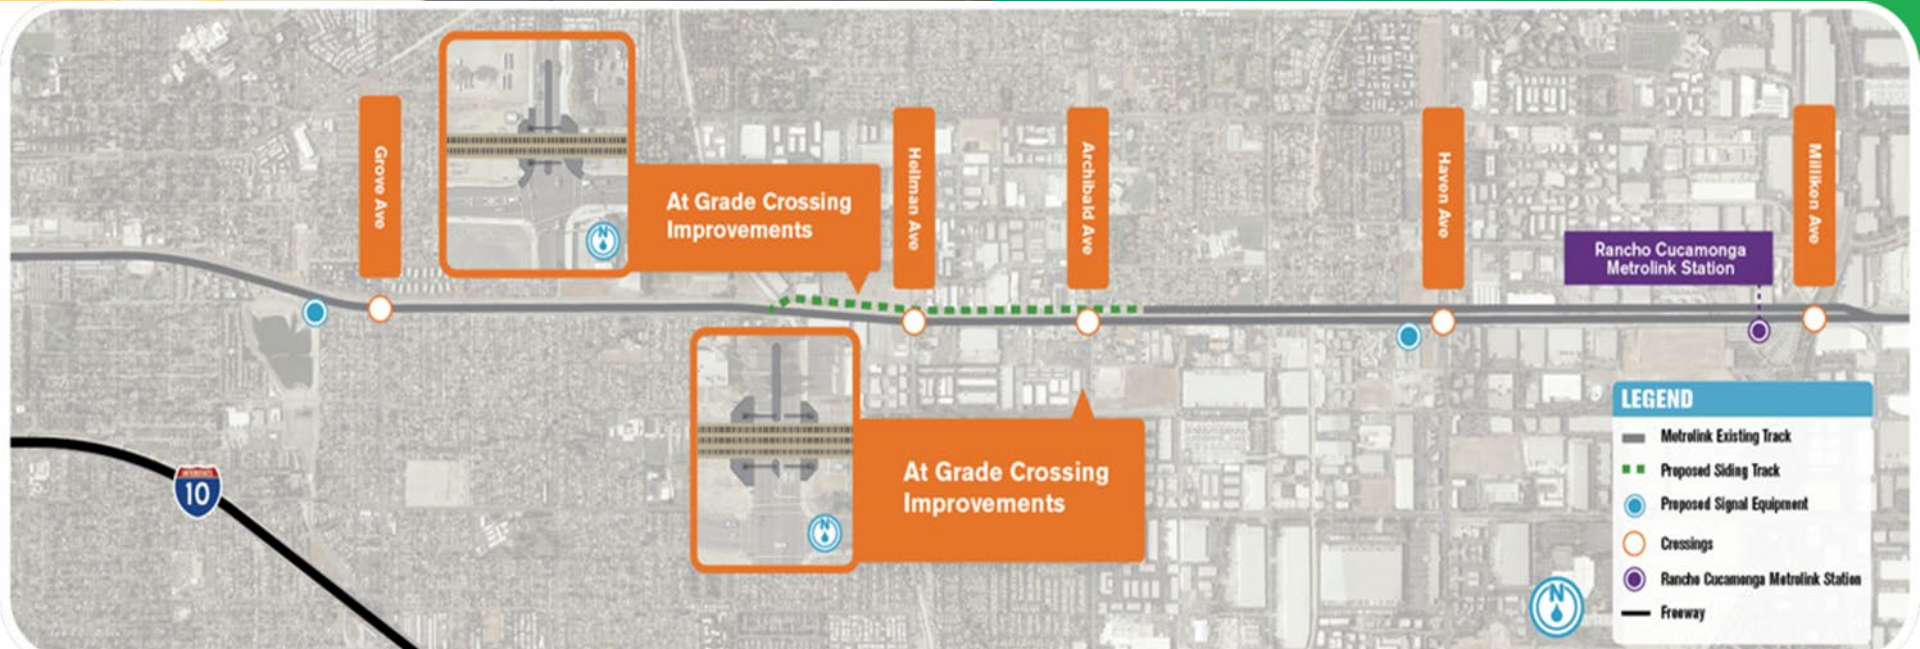 Grove Ave
At Grade Crossing
Improvements
Hellman Ave
Archibald Ave
Haven Ave
Milliken Ave
Rancho Cucamonga
Metrolink Station
N
N
INTERSTATE
10
At Grade Crossing
Improvements
N
LEGEND
Metrolink Existing Track
Proposed Siding Track
Proposed Signal Equipment
Crossings
Rancho Cucamonga Metrolink Station
Freeway